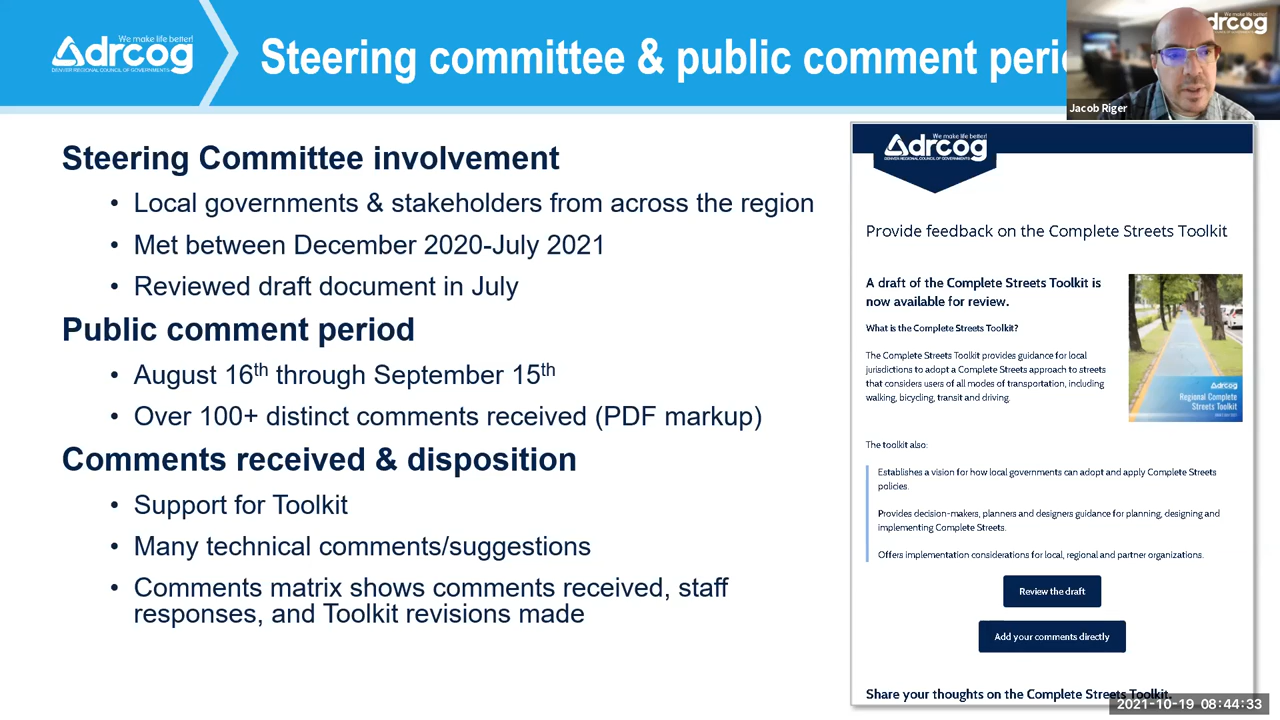 We make life better!
drcog
DENVER REGIONAL COUNCIL OF GOVERNMENTS
Steering committee & public comment perio
drcog
Jacob Riger
Steering Committee involvement
• Local governments & stakeholders from across the region
• Met between December 2020-July 2021
• Reviewed draft document in July
Public comment period
• August 16th through September 15th
• Over 100+ distinct comments received (PDF markup)
Comments received & disposition
• Support for Toolkit
• Many technical comments/suggestions
• Comments matrix shows comments received, staff
responses, and Toolkit revisions made
We make life better!
drcog
DENVER REGIONAL COUNCIL OF GOVERNMENTS
Provide feedback on the Complete Streets Toolkit
A draft of the Complete Streets Toolkit is
now available for review.
What is the Complete Streets Toolkit?
The Complete Streets Toolkit provides guidance for local
jurisdictions to adopt a Complete Streets approach to streets
that considers users of all modes of transportation, including
walking, bicycling, transit and driving.
drcog
Regional Complete
Streets Toolkit
The toolkit also:
Establishes a vision for how local governments can adopt and apply Complete Streets
policies.
Provides decision-makers, planners and designers guidance for planning, designing and
implementing Complete Streets.
Offers implementation considerations for local, regional and partner organizations.
Review the draft
Add your comments directly
Share your thoughts on the Complete Streets Toolkit.
2021-10-19 08:44:33